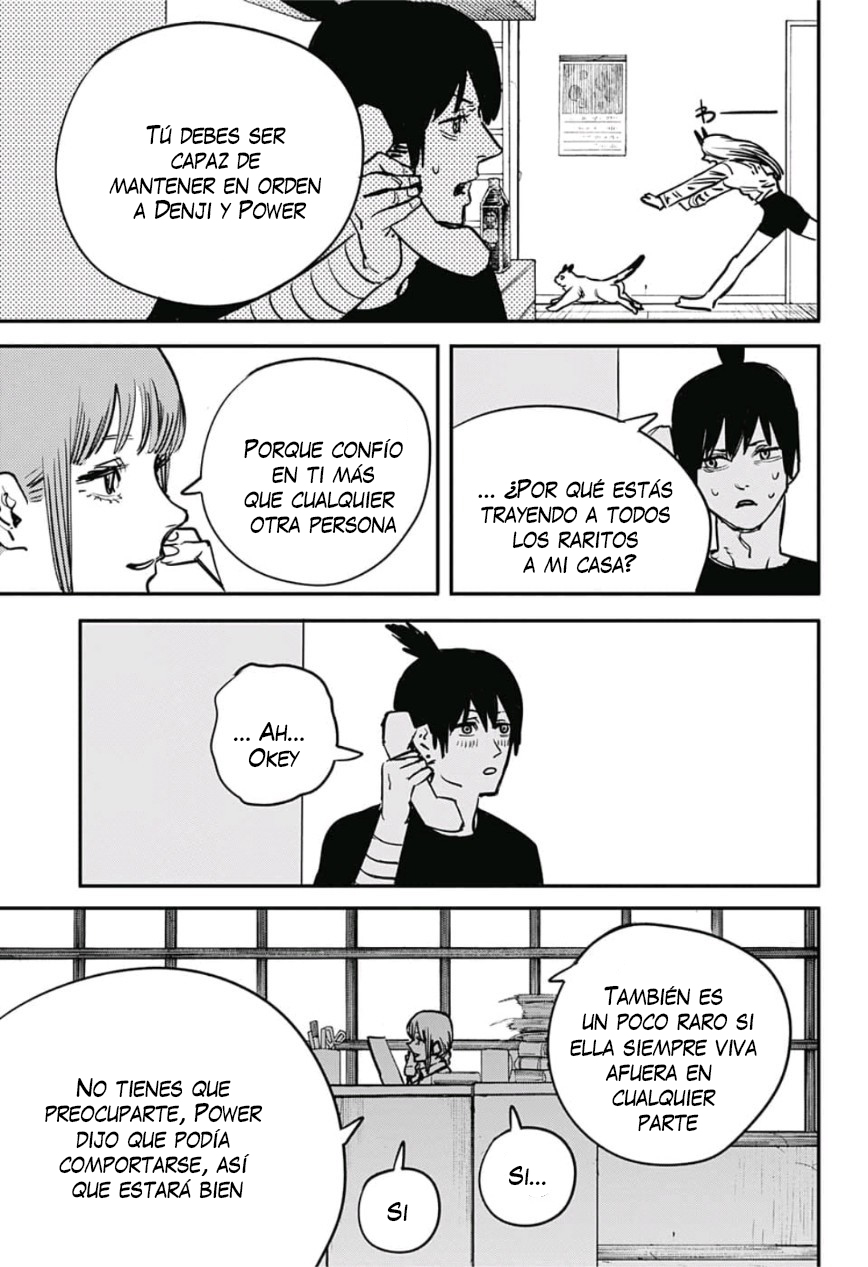 わー
Tú debes ser
capaz de
mantener en orden
a Denji y Power
... ¿Por qué estás
trayendo a todos
los raritos
a mi casa?
Porque confío
en ti más
que cualquier
otra persona
... Ah...
Okey
También es
un poco raro si
ella siempre viva
afuera en
cualquier
parte
Si...
No tienes que
preocuparte, Power
dijo que podía
comportarse, así
que estará bien
Si